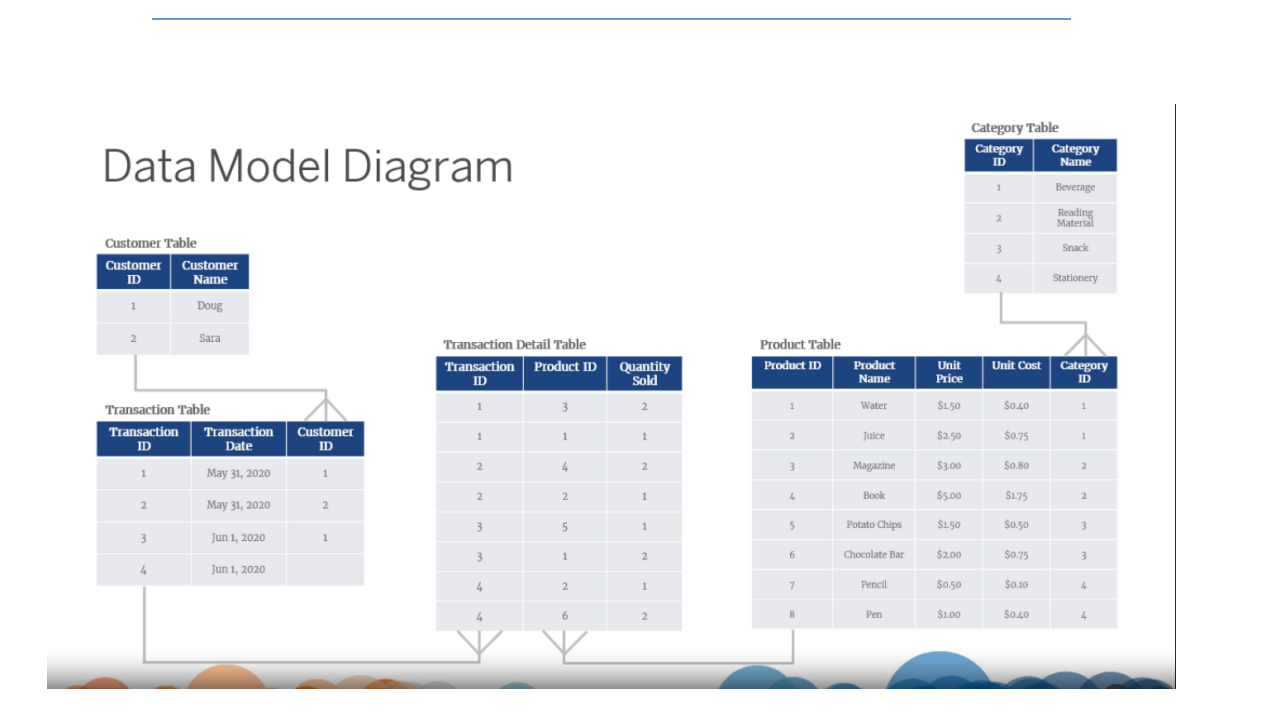 Data Model Diagram
Category Table
Category ID Category Name
1 Beverage
2 Reading Material
3 Snack
4 Stationery
Customer Table
Customer ID Customer Name
1 Doug
2 Sara
Transaction Table
Transaction ID Transaction Date Customer ID
1 May 31, 2020 1
2 May 31, 2020 2
3 Jun 1, 2020 1
4 Jun 1, 2020
Transaction Detail Table
Transaction ID Product ID Quantity Sold
1 3 2
1 1 1
2 4 2
2 2 1
3 5 1
3 1 2
4 2 1
4 6 2
Product Table
Product ID Product Name Unit Price Unit Cost Category ID
1 Water $1.50 $0.40 1
2 Juice $2.50 $0.75 1
3 Magazine $3.00 $0.80 2
4 Book $5.00 $1.75 2
5 Potato Chips $1.50 $0.50 3
6 Chocolate Bar $2.00 $0.75 3
7 Pencil $0.50 $0.10 4
8 Pen $1.00 $0.40 4